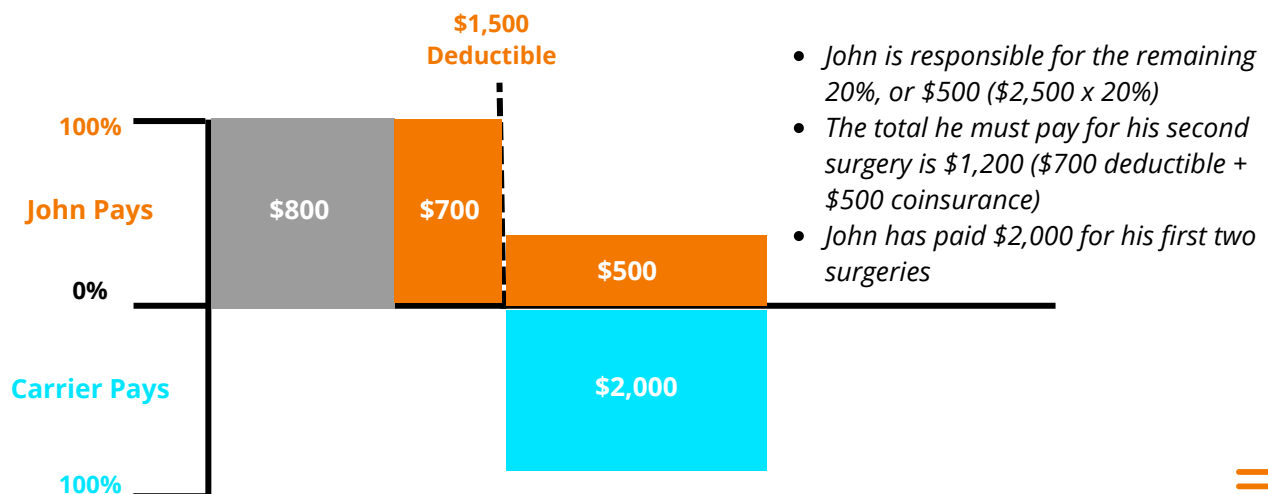 $1,500
Deductible
100%
John Pays
0%
Carrier Pays
100%
$800
$700
$500
$2,000
• John is responsible for the remaining
20%, or $500 ($2,500 x 20%)
• The total he must pay for his second
surgery is $1,200 ($700 deductible +
$500 coinsurance)
• John has paid $2,000 for his first two
surgeries